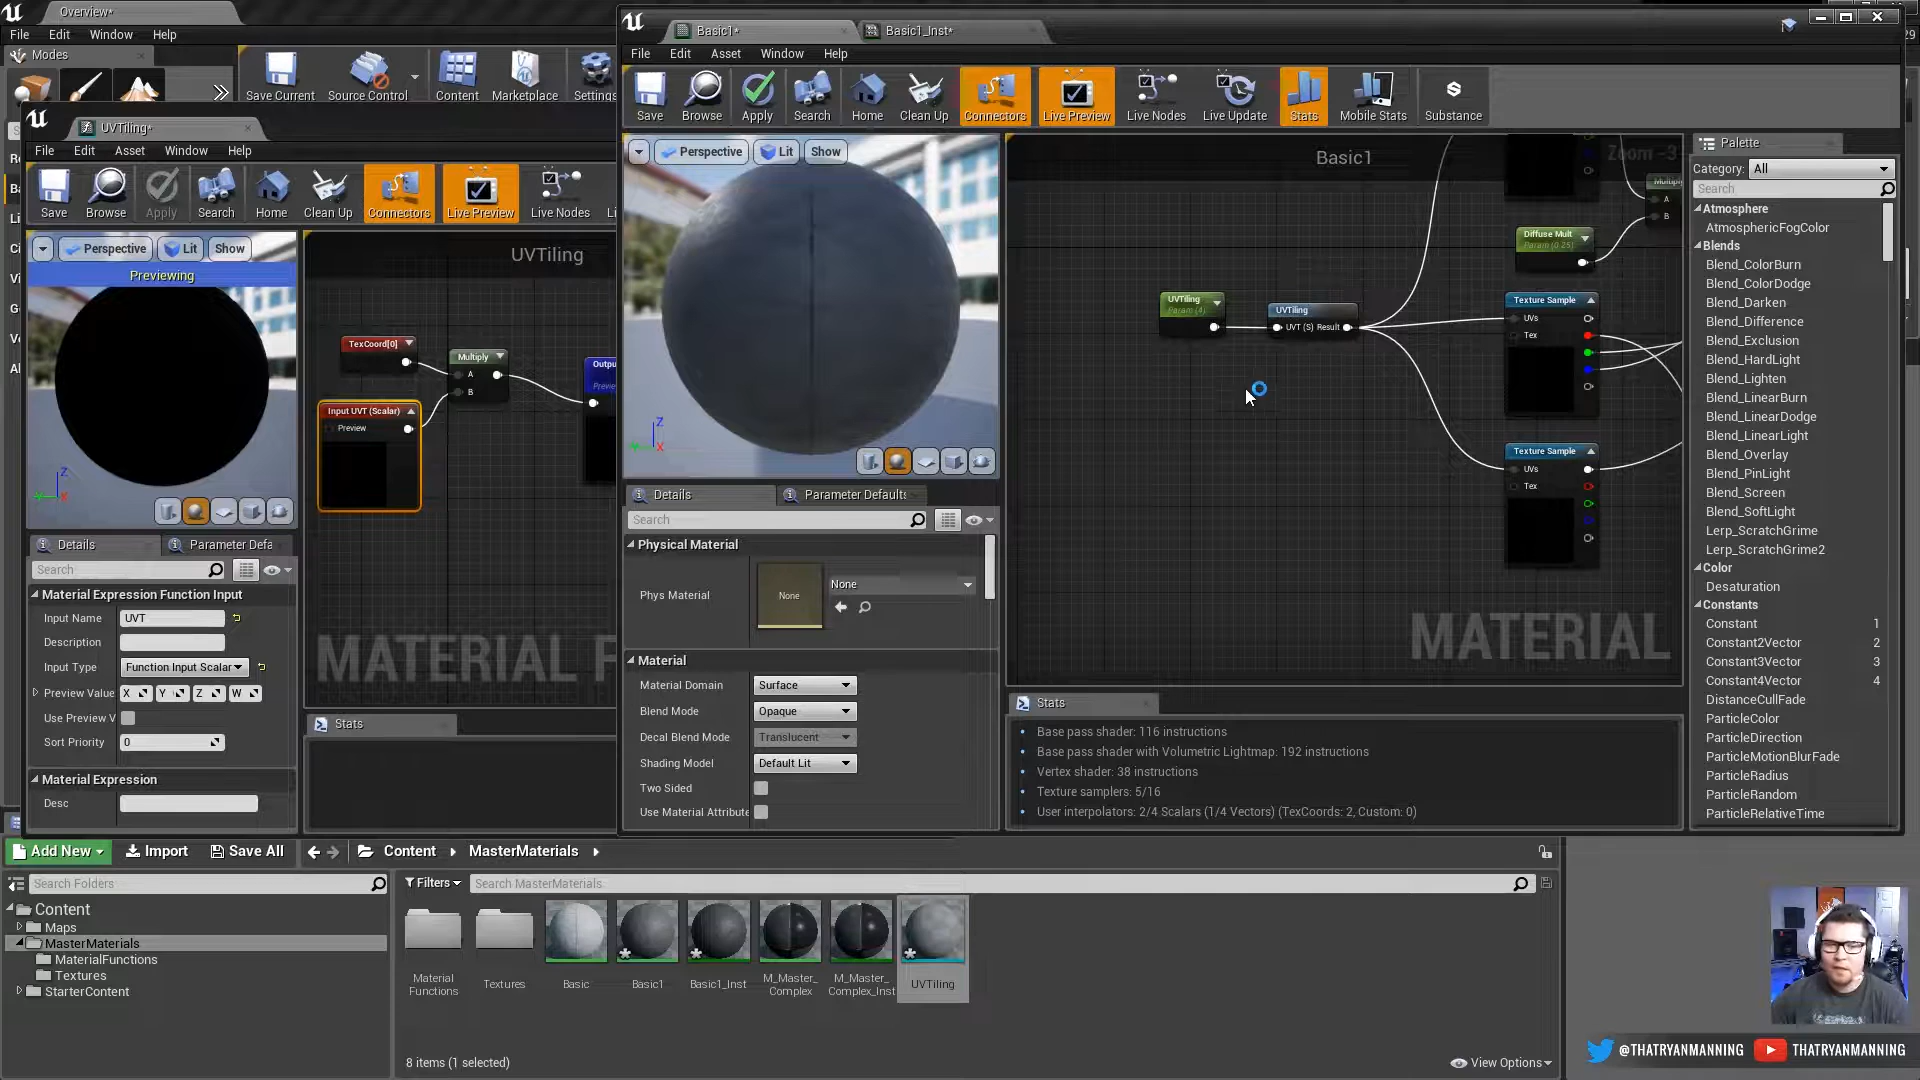 Overview*
File Edit Window Help
Modes
Save Current Source Control Content Marketplace Settings
UVTiling*
File Edit Asset Window Help
Save Browse Apply Search Home Clean Up Connectors Live Preview Live Nodes
Perspective Lit Show
Previewing
UVTiling
TexCoord[0]
Multiply
A
B
Input UVT (Scalar)
Preview
MATERIAL F
Details Parameter Defa
Search
Material Expression Function Input
Input Name UVT
Description
Input Type Function Input Scalar
Preview Value X Y Z W
Use Preview V
Sort Priority 0
Material Expression
Desc
Stats
Basic1* Basic1_Inst*
File Edit Asset Window Help
Save Browse Apply Search Home Clean Up Connectors Live Preview Live Nodes Live Update Stats Mobile Stats Substance
Perspective Lit Show
Basic1
Zoom -3
Multiply
A
B
Diffuse Mult
Param (0.25)
UVTiling
Param (4)
UVTiling
UVT (S) Result
Texture Sample
UVs
Tex
Texture Sample
UVs
Tex
MATERIAL
Details Parameter Defaults
Search
Physical Material
Phys Material None None
Material
Material Domain Surface
Blend Mode Opaque
Decal Blend Mode Translucent
Shading Model Default Lit
Two Sided
Use Material Attribute
Stats
Base pass shader: 116 instructions
Base pass shader with Volumetric Lightmap: 192 instructions
Vertex shader: 38 instructions
Texture samplers: 5/16
User interpolators: 2/4 Scalars (1/4 Vectors) (TexCoords: 2, Custom: 0)
Palette
Category: All
Search
Atmosphere
AtmosphericFogColor
Blends
Blend_ColorBurn
Blend_ColorDodge
Blend_Darken
Blend_Difference
Blend_Exclusion
Blend_HardLight
Blend_Lighten
Blend_LinearBurn
Blend_LinearDodge
Blend_LinearLight
Blend_Overlay
Blend_PinLight
Blend_Screen
Blend_SoftLight
Lerp_ScratchGrime
Lerp_ScratchGrime2
Color
Desaturation
Constants
Constant 1
Constant2Vector 2
Constant3Vector 3
Constant4Vector 4
DistanceCullFade
ParticleColor
ParticleDirection
ParticleMotionBlurFade
ParticleRadius
ParticleRandom
ParticleRelativeTime
Add New Import Save All Content MasterMaterials
Search Folders
Filters Search MasterMaterials
Content
Maps
MasterMaterials
MaterialFunctions
Textures
StarterContent
Material Functions
Textures
Basic
Basic1
Basic1_Inst
M_Master_Complex
M_Master_Complex_Inst
UVTiling
8 items (1 selected)
View Options
@THATRYANMANNING THATRYANMANNING